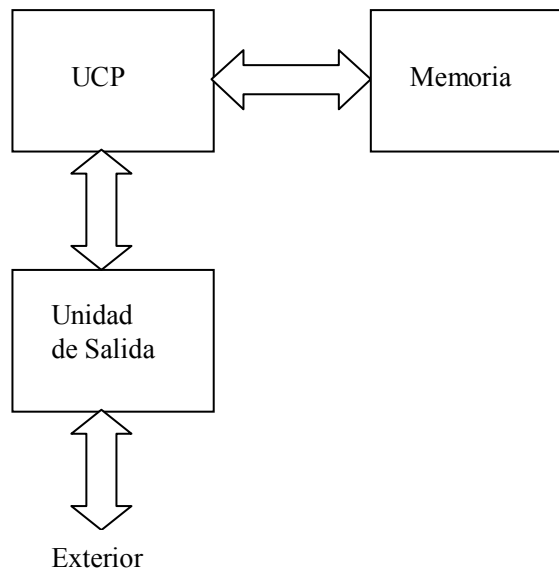 UCP
Memoria
Unidad
de Salida
Exterior